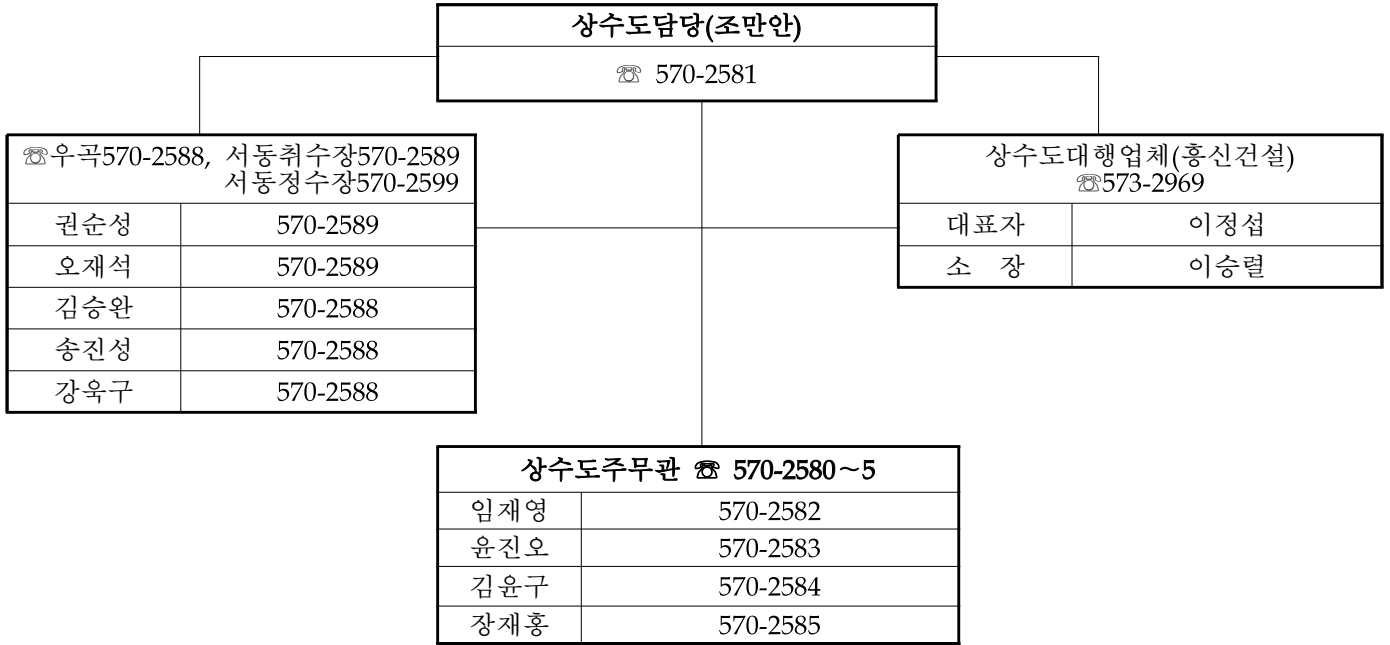 상수도담당(조만안)
☏ 570-2581
☏우곡570-2588, 서동취수장570-2589
서동정수장570-2599
권순성 570-2589
오재석 570-2589
김승완 570-2588
송진성 570-2588
강욱구 570-2588
상수도대행업체(흥신건설)
☏573-2969
대표자 이정섭
소 장 이승렬
상수도주무관 ☏ 570-2580~5
임재영 570-2582
윤진오 570-2583
김윤구 570-2584
장재홍 570-2585